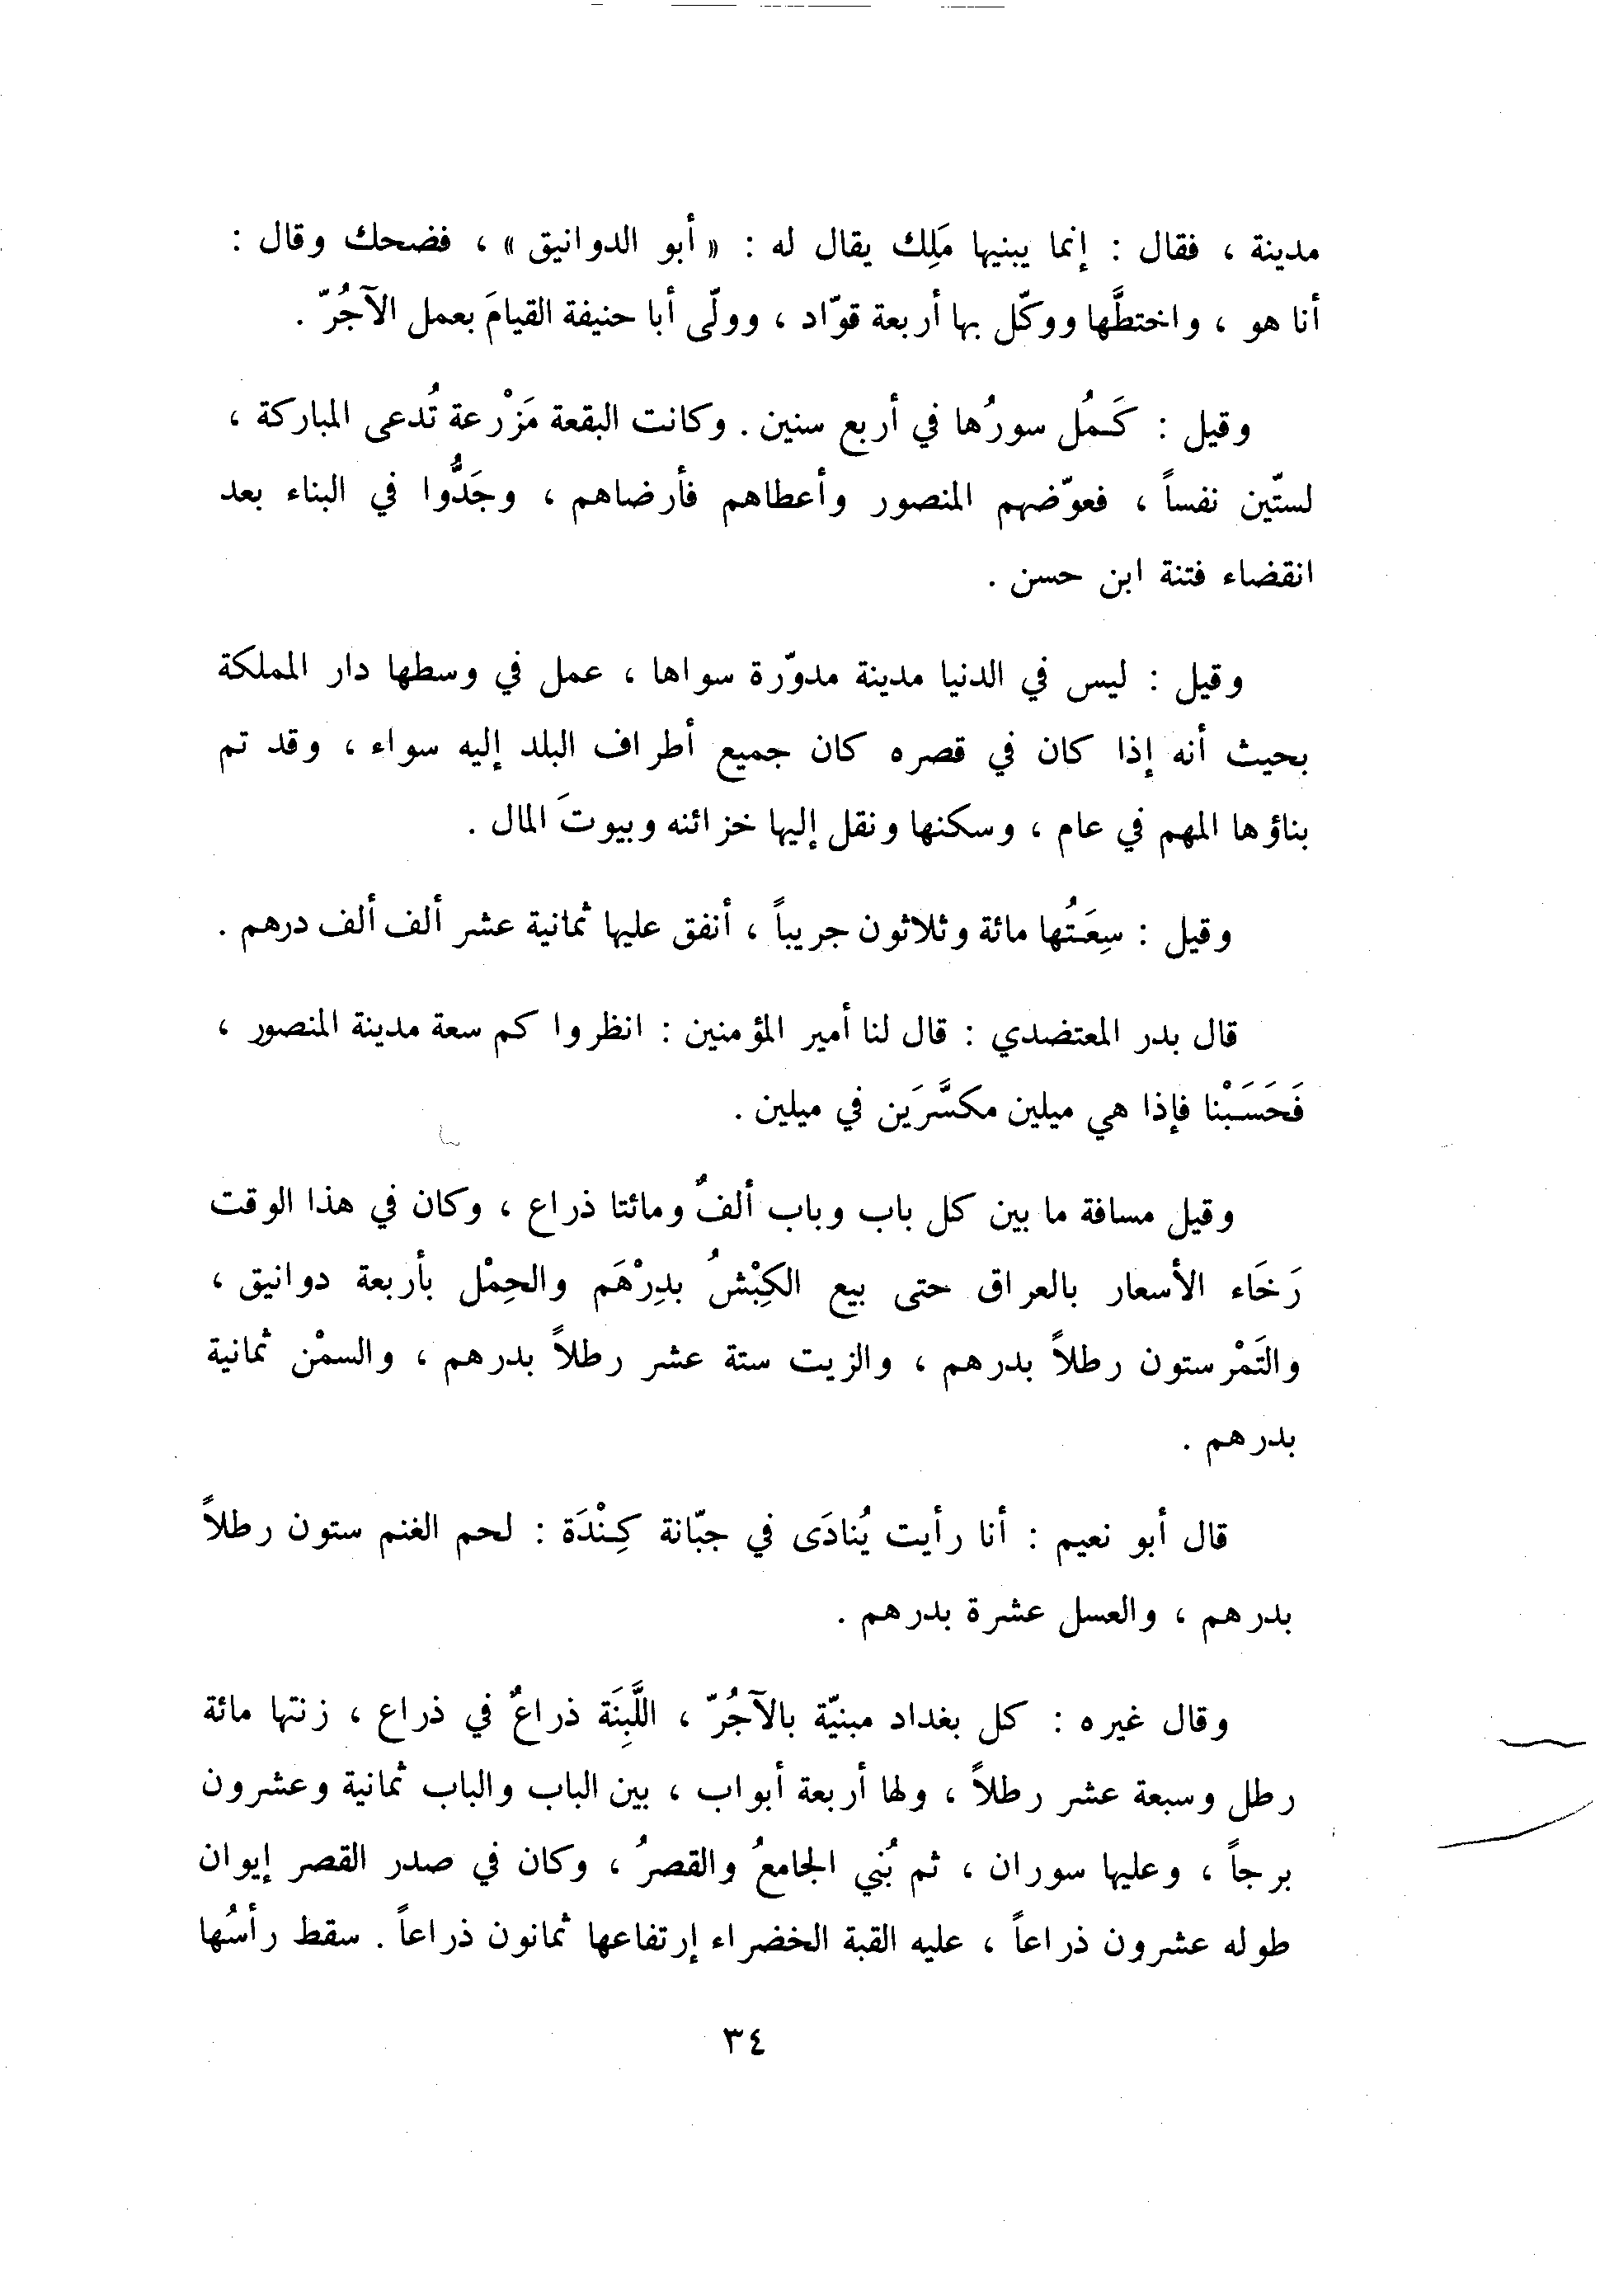 مدينة ، فقال : إنما يبنيها مَلِك يقال له : « أبو الدوانيق » ، فضحك وقال :
أنا هو ، واختطَّها ووكّل بها أربعة قوّاد ، وولّى أبا حنيفة القيامَ بعمل الآجُرّ .
وقيل : كَـمُل سورُها في أربع سنين . وكانت البقعة مَزْرعة تُدعى المباركة ،
لستّين نفساً ، فعوّضهم المنصور وأعطاهم فأرضاهم ، وجَدُّوا في البناء بعد
انقضاء فتنة ابن حسن .
وقيل : ليس في الدنيا مدينة مدوّرة سواها ، عمل في وسطها دار المملكة
بحيث أنه إذا كان في قصره كان جميع أطراف البلد إليه سواء ، وقد تم
بناؤها المهم في عام ، وسكنها ونقل إليها خزائنه وبيوتَ المال .
وقيل : سِعَـتُها مائة وثلاثون جريباً ، أنفق عليها ثمانية عشر ألف ألف درهم .
قال بدر المعتضدي : قال لنا أمير المؤمنين : انظروا كم سعة مدينة المنصور ،
فَحَسَـبْنا فإذا هي ميلين مكسَّرَين في ميلين .
وقيل مسافة ما بين كل باب وباب ألفٌ ومائتا ذراع ، وكان في هذا الوقت
رَخَاء الأسعار بالعراق حتى بيع الكِبْشُ بدِرْهَم والحِمْل بأربعة دوانيق ،
والتَمْر ستون رطلاً بدرهم ، والزيت ستة عشر رطلاً بدرهم ، والسمْن ثمانية
بدرهم .
قال أبو نعيم : أنا رأيت يُنادَى في جبّانة كِـنْدَة : لحم الغنم ستون رطلاً
بدرهم ، والعسل عشرة بدرهم .
وقال غيره : كل بغداد مبنيّة بالآجُرّ ، اللَّبِنَة ذراعٌ في ذراع ، زنتها مائة
رطل وسبعة عشر رطلاً ، ولها أربعة أبواب ، بين الباب والباب ثمانية وعشرون
برجاً ، وعليها سوران ، ثم بُني الجامعُ والقصرُ ، وكان في صدر القصر إيوان
طوله عشرون ذراعاً ، عليه القبة الخضراء إرتفاعها ثمانون ذراعاً . سقط رأسُها
٣٤